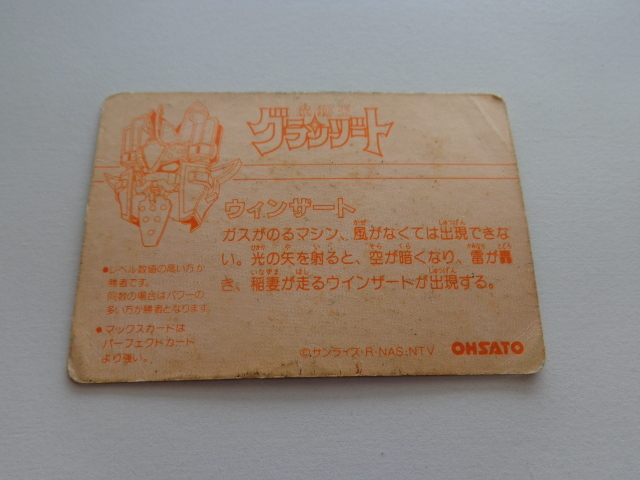 魔動王
グランゾート
ウィンザート
ガスがのるマシン、風がなくては出現できな
い。光の矢を射ると、空が暗くなり、雷が轟
き、稲妻が走るウインザートが出現する。
●レベル数値の高い方が
勝者です。
同数の場合はパワーの
多い方が勝者となります。
●マックスカードは
パーフェクトカード
より強い。
©サンライズ・R・NAS・NTV
OHSATO